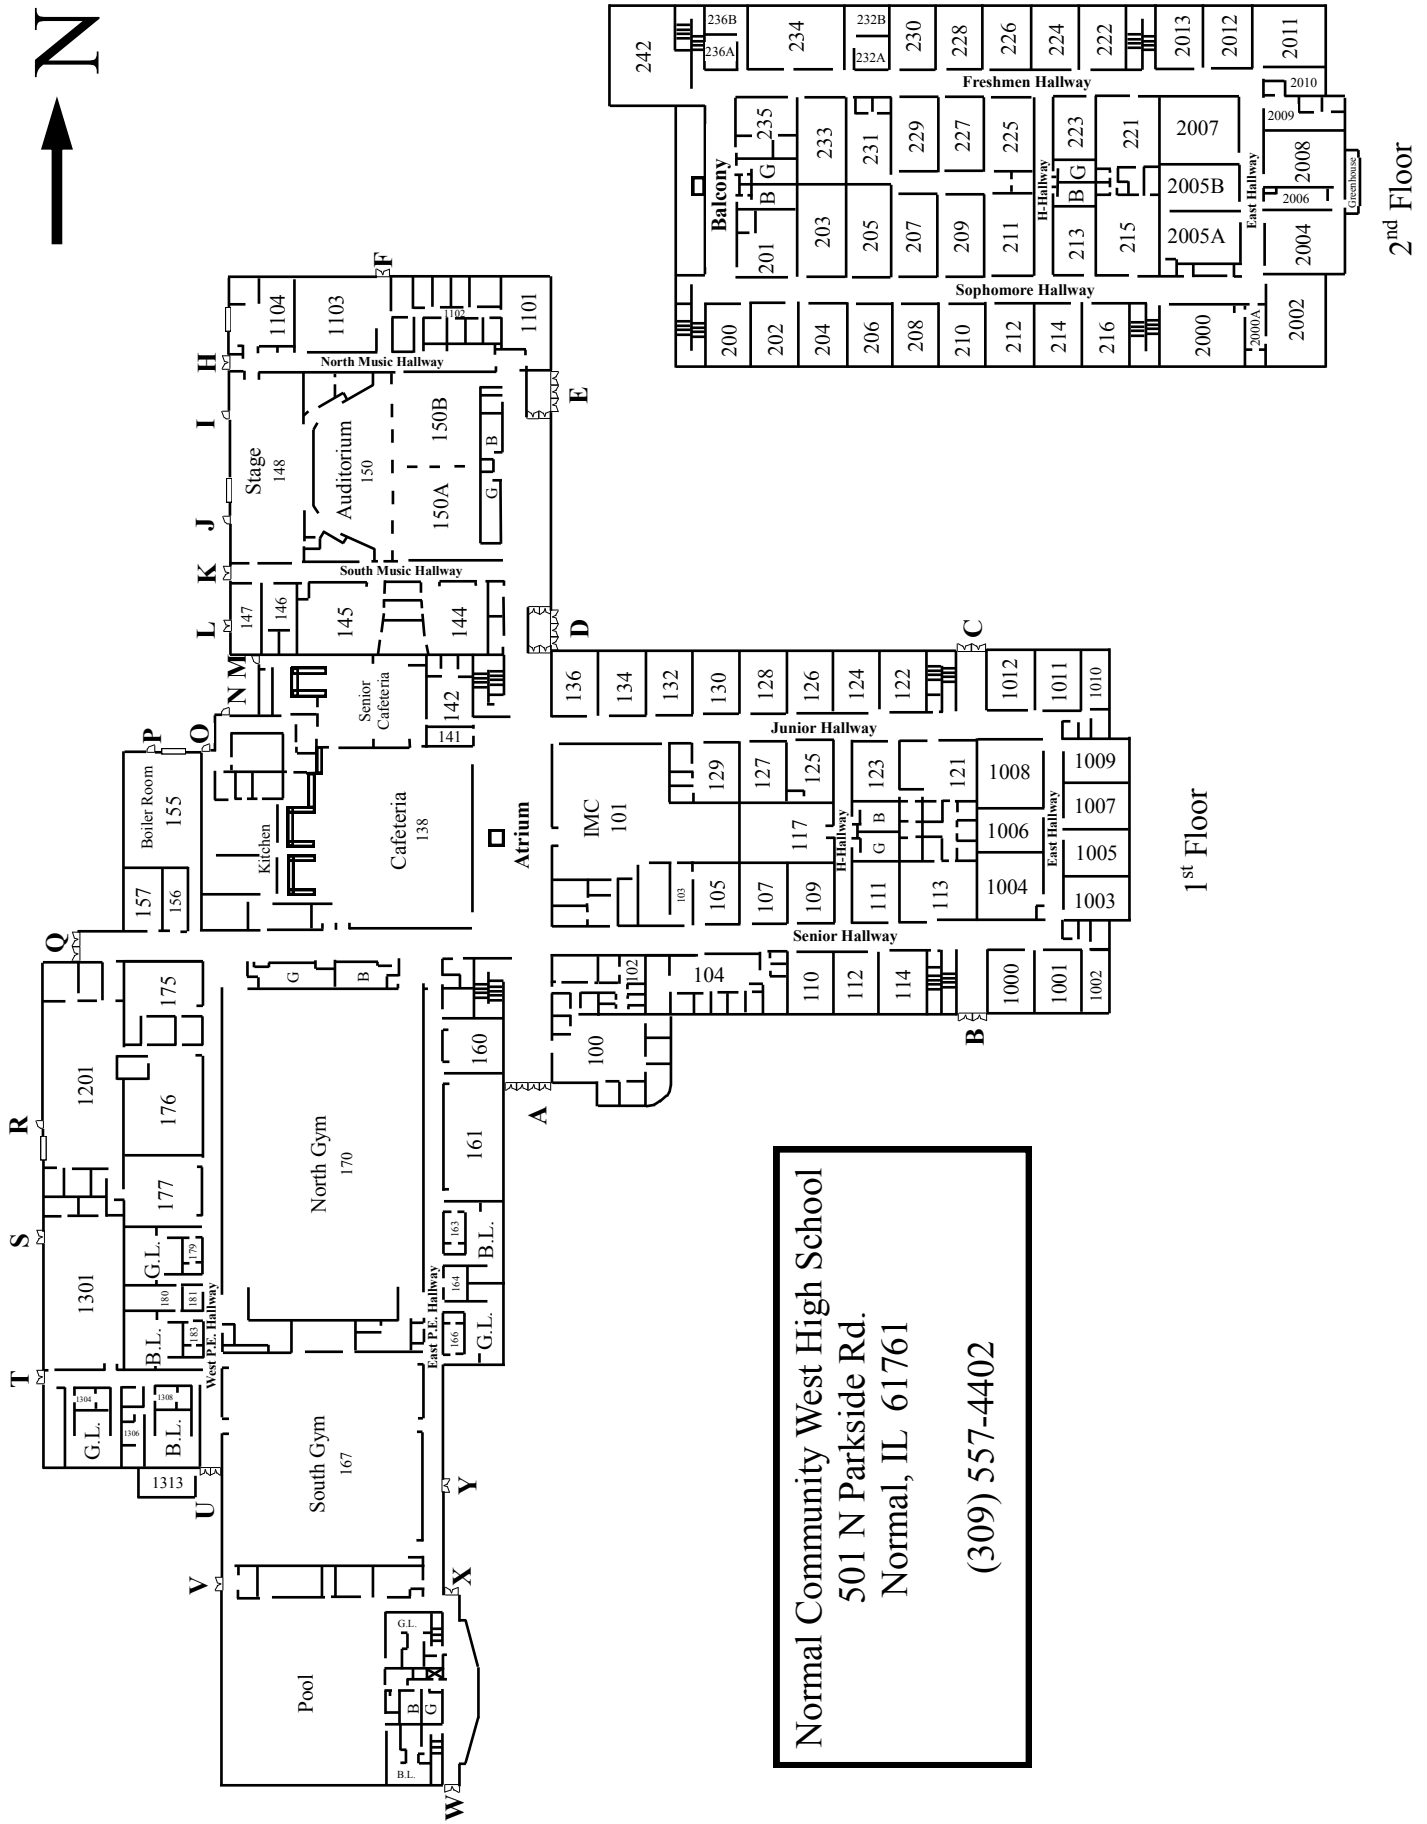 N
242
236B
236A
234
232B
232A
230
228
226
224
222
2013
2012
2011
Freshmen Hallway
2010
2009
Balcony
235
233
231
229
227
225
223
221
2007
2008
Greenhouse
G
B
H-Hallway
G
B
2005B
2006
East Hallway
201
203
205
207
209
211
213
215
2005A
2004
Sophomore Hallway
200
202
204
206
208
210
212
214
216
2000
2000A
2002
2nd Floor
F
1104
1103
1102
1101
H
North Music Hallway
E
I
Stage
148
Auditorium
150
150B
150A
B
G
J
K
South Music Hallway
L
147
146
145
144
D
M
N
O
P
Senior
Cafeteria
142
141
Boiler Room
155
157
156
Kitchen
Cafeteria
138
Atrium
136
134
132
130
128
126
124
122
C
1012
1011
1010
Junior Hallway
IMC
101
129
127
125
123
121
1008
1009
117
H-Hallway
B
G
1006
East Hallway
1007
1005
103
105
107
109
111
113
1004
1003
Senior Hallway
102
104
110
112
114
1000
1001
1002
B
100
A
1st Floor
Q
175
G
B
160
R
1201
176
North Gym
170
161
177
S
1301
G.L.
179
180
181
B.L.
183
West P.E. Hallway
East P.E. Hallway
163
B.L.
164
166
G.L.
T
1304
G.L.
1306
1308
B.L.
1313
U
South Gym
167
Y
V
X
Pool
G.L.
B
G
B.L.
W
Normal Community West High School
501 N Parkside Rd.
Normal, IL 61761
(309) 557-4402